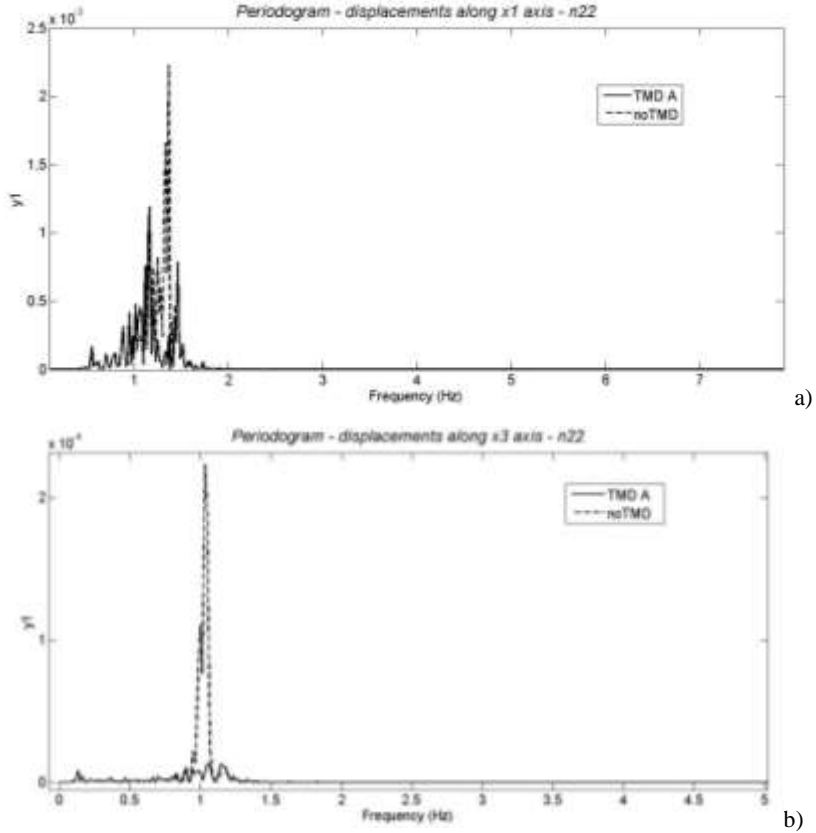 Periodogram - displacements along x1 axis - n22
2.5
2
1.5
1
0.5
0
y1
TMD A
noTMD
1 2 3 4 5 6 7
Frequency (Hz)
a)
Periodogram - displacements along x3 axis - n22
2
1
0
y1
TMD A
noTMD
0 0.5 1 1.5 2 2.5 3 3.5 4 4.5 5
Frequency (Hz)
b)